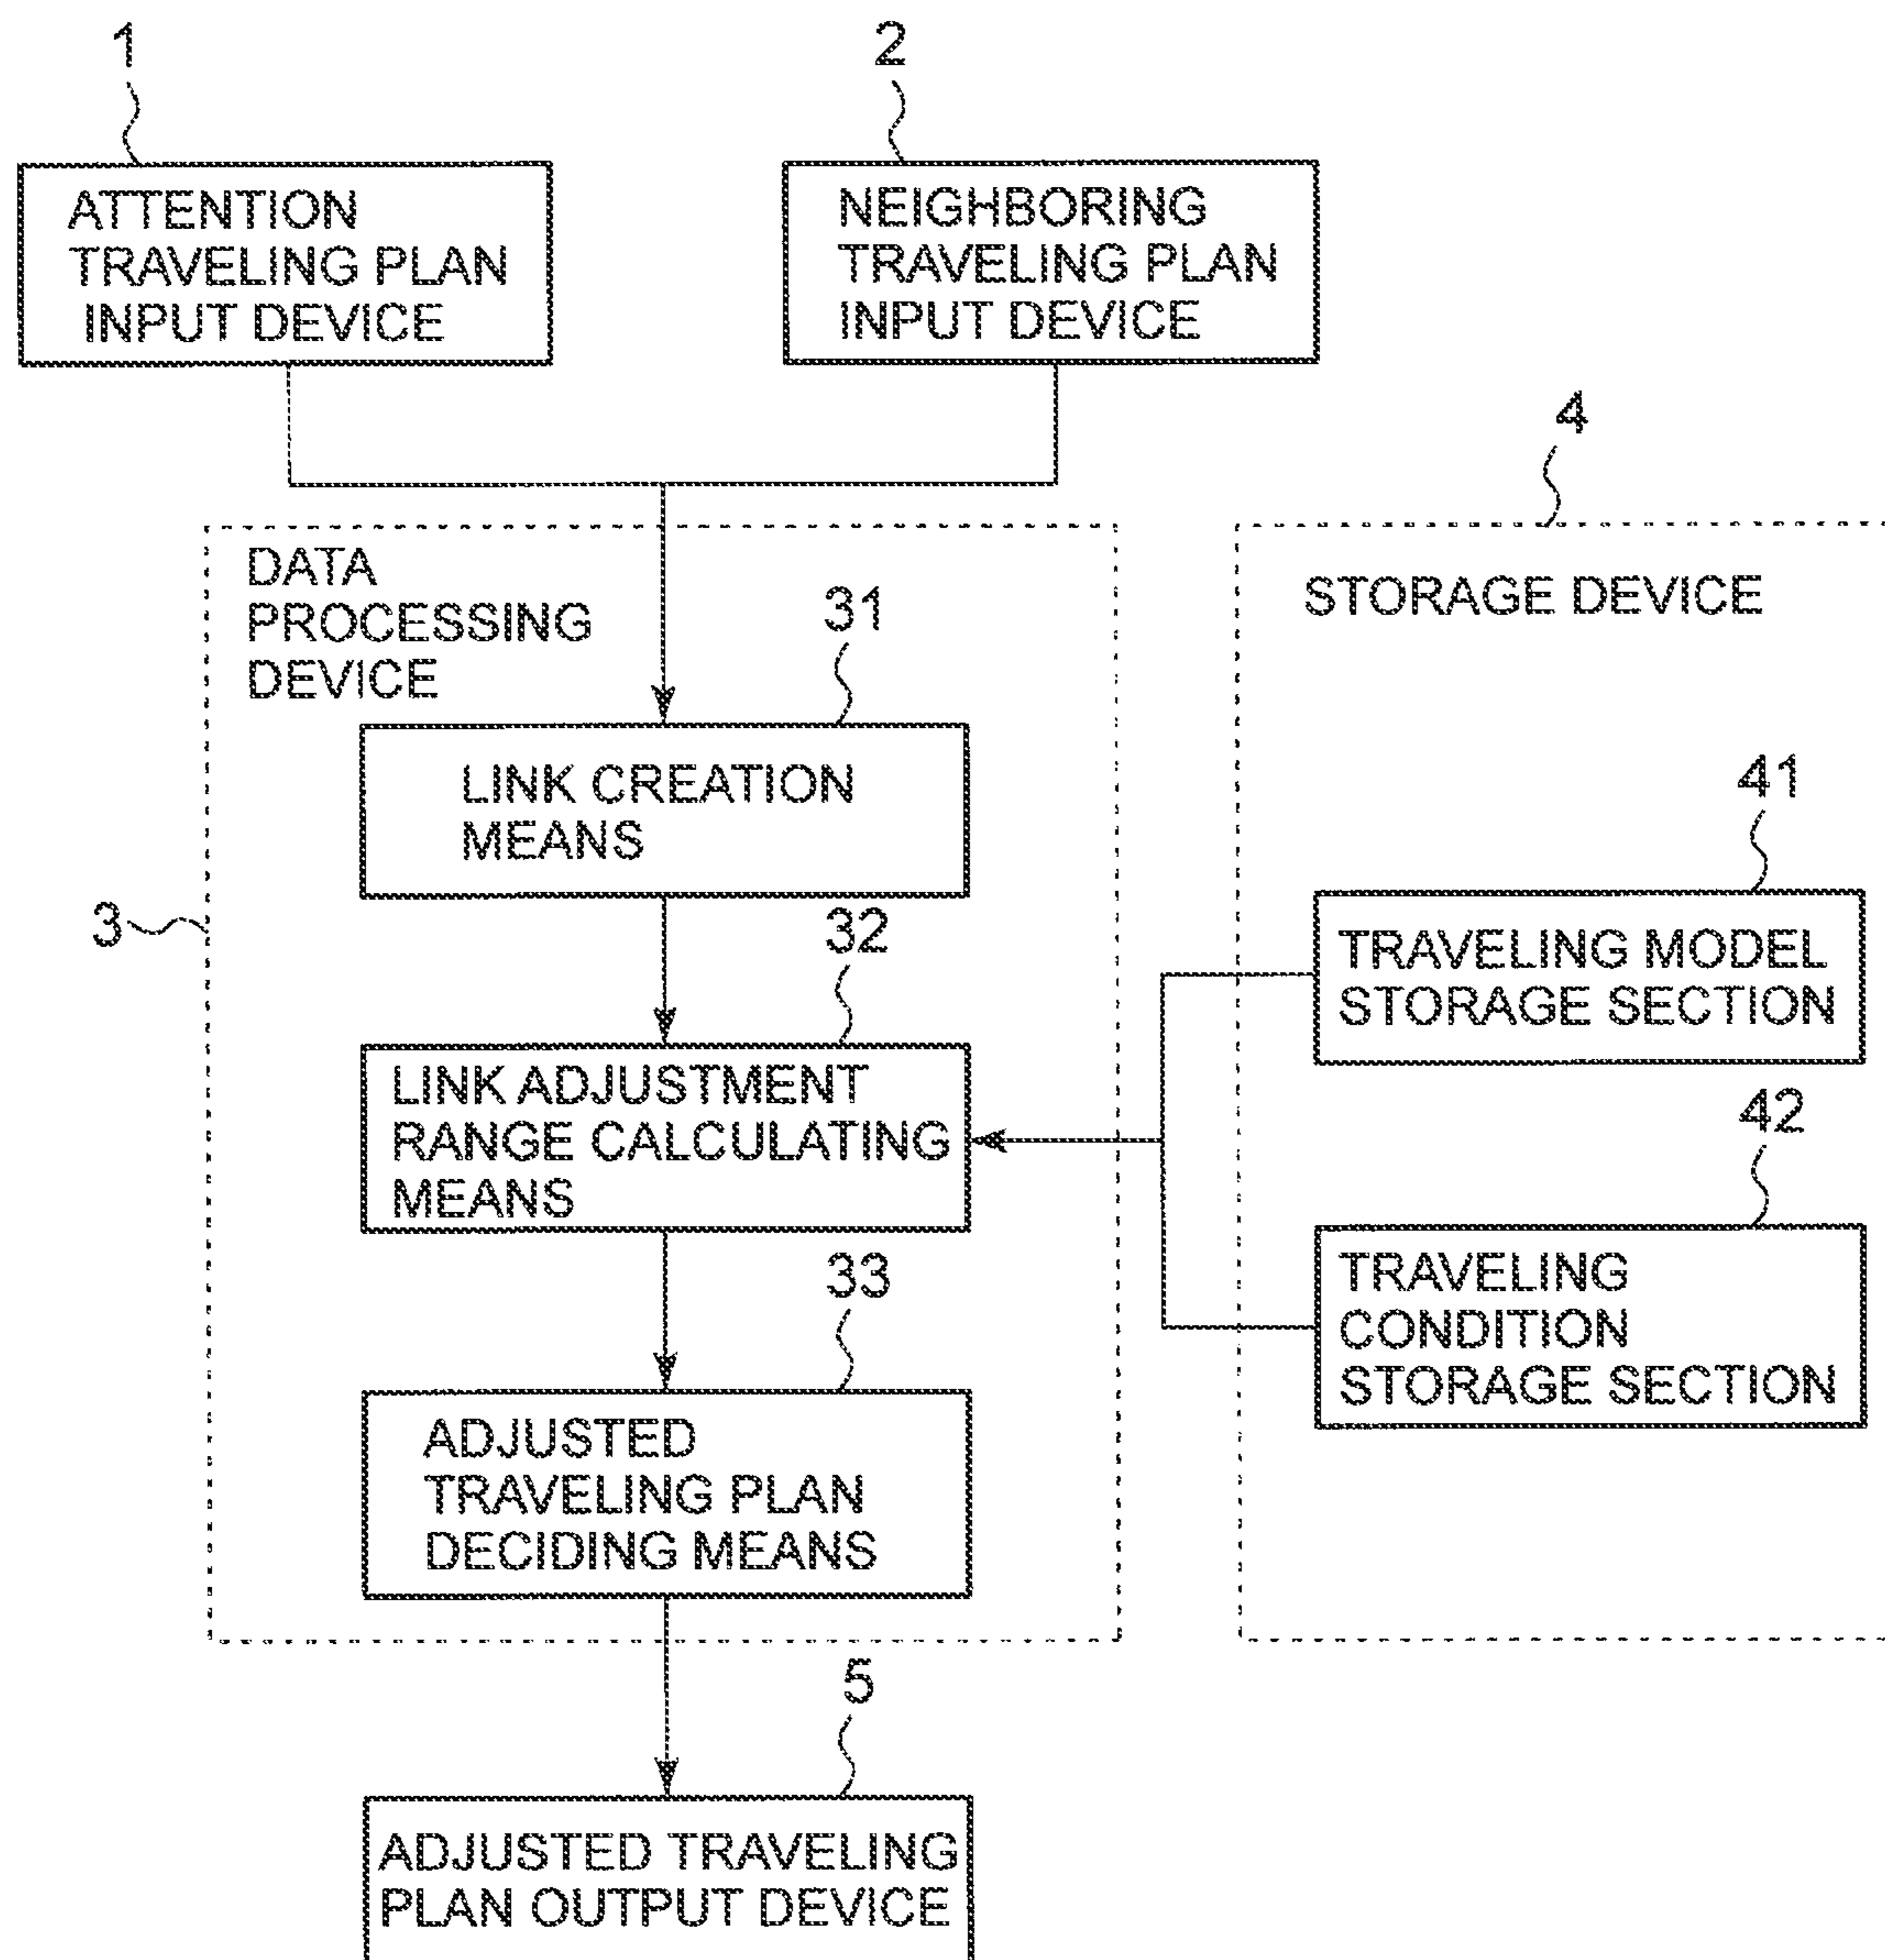 1
2
ATTENTION
TRAVELING PLAN
INPUT DEVICE
NEIGHBORING
TRAVELING PLAN
INPUT DEVICE
4
DATA
PROCESSING
DEVICE
STORAGE DEVICE
31
LINK CREATION
MEANS
41
3
32
TRAVELING MODEL
STORAGE SECTION
LINK ADJUSTMENT
RANGE CALCULATING
MEANS
42
33
TRAVELING
CONDITION
STORAGE SECTION
ADJUSTED
TRAVELING PLAN
DECIDING MEANS
5
ADJUSTED TRAVELING
PLAN OUTPUT DEVICE